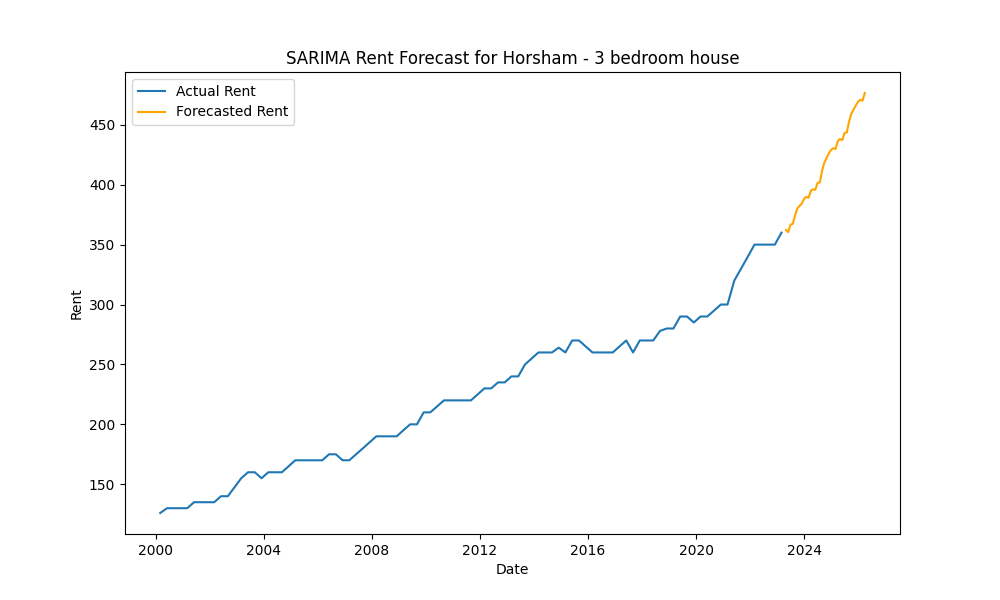 SARIMA Rent Forecast for Horsham - 3 bedroom house
Actual Rent
Forecasted Rent
450
400
350
300
250
200
150
Rent
2000 2004 2008 2012 2016 2020 2024
Date